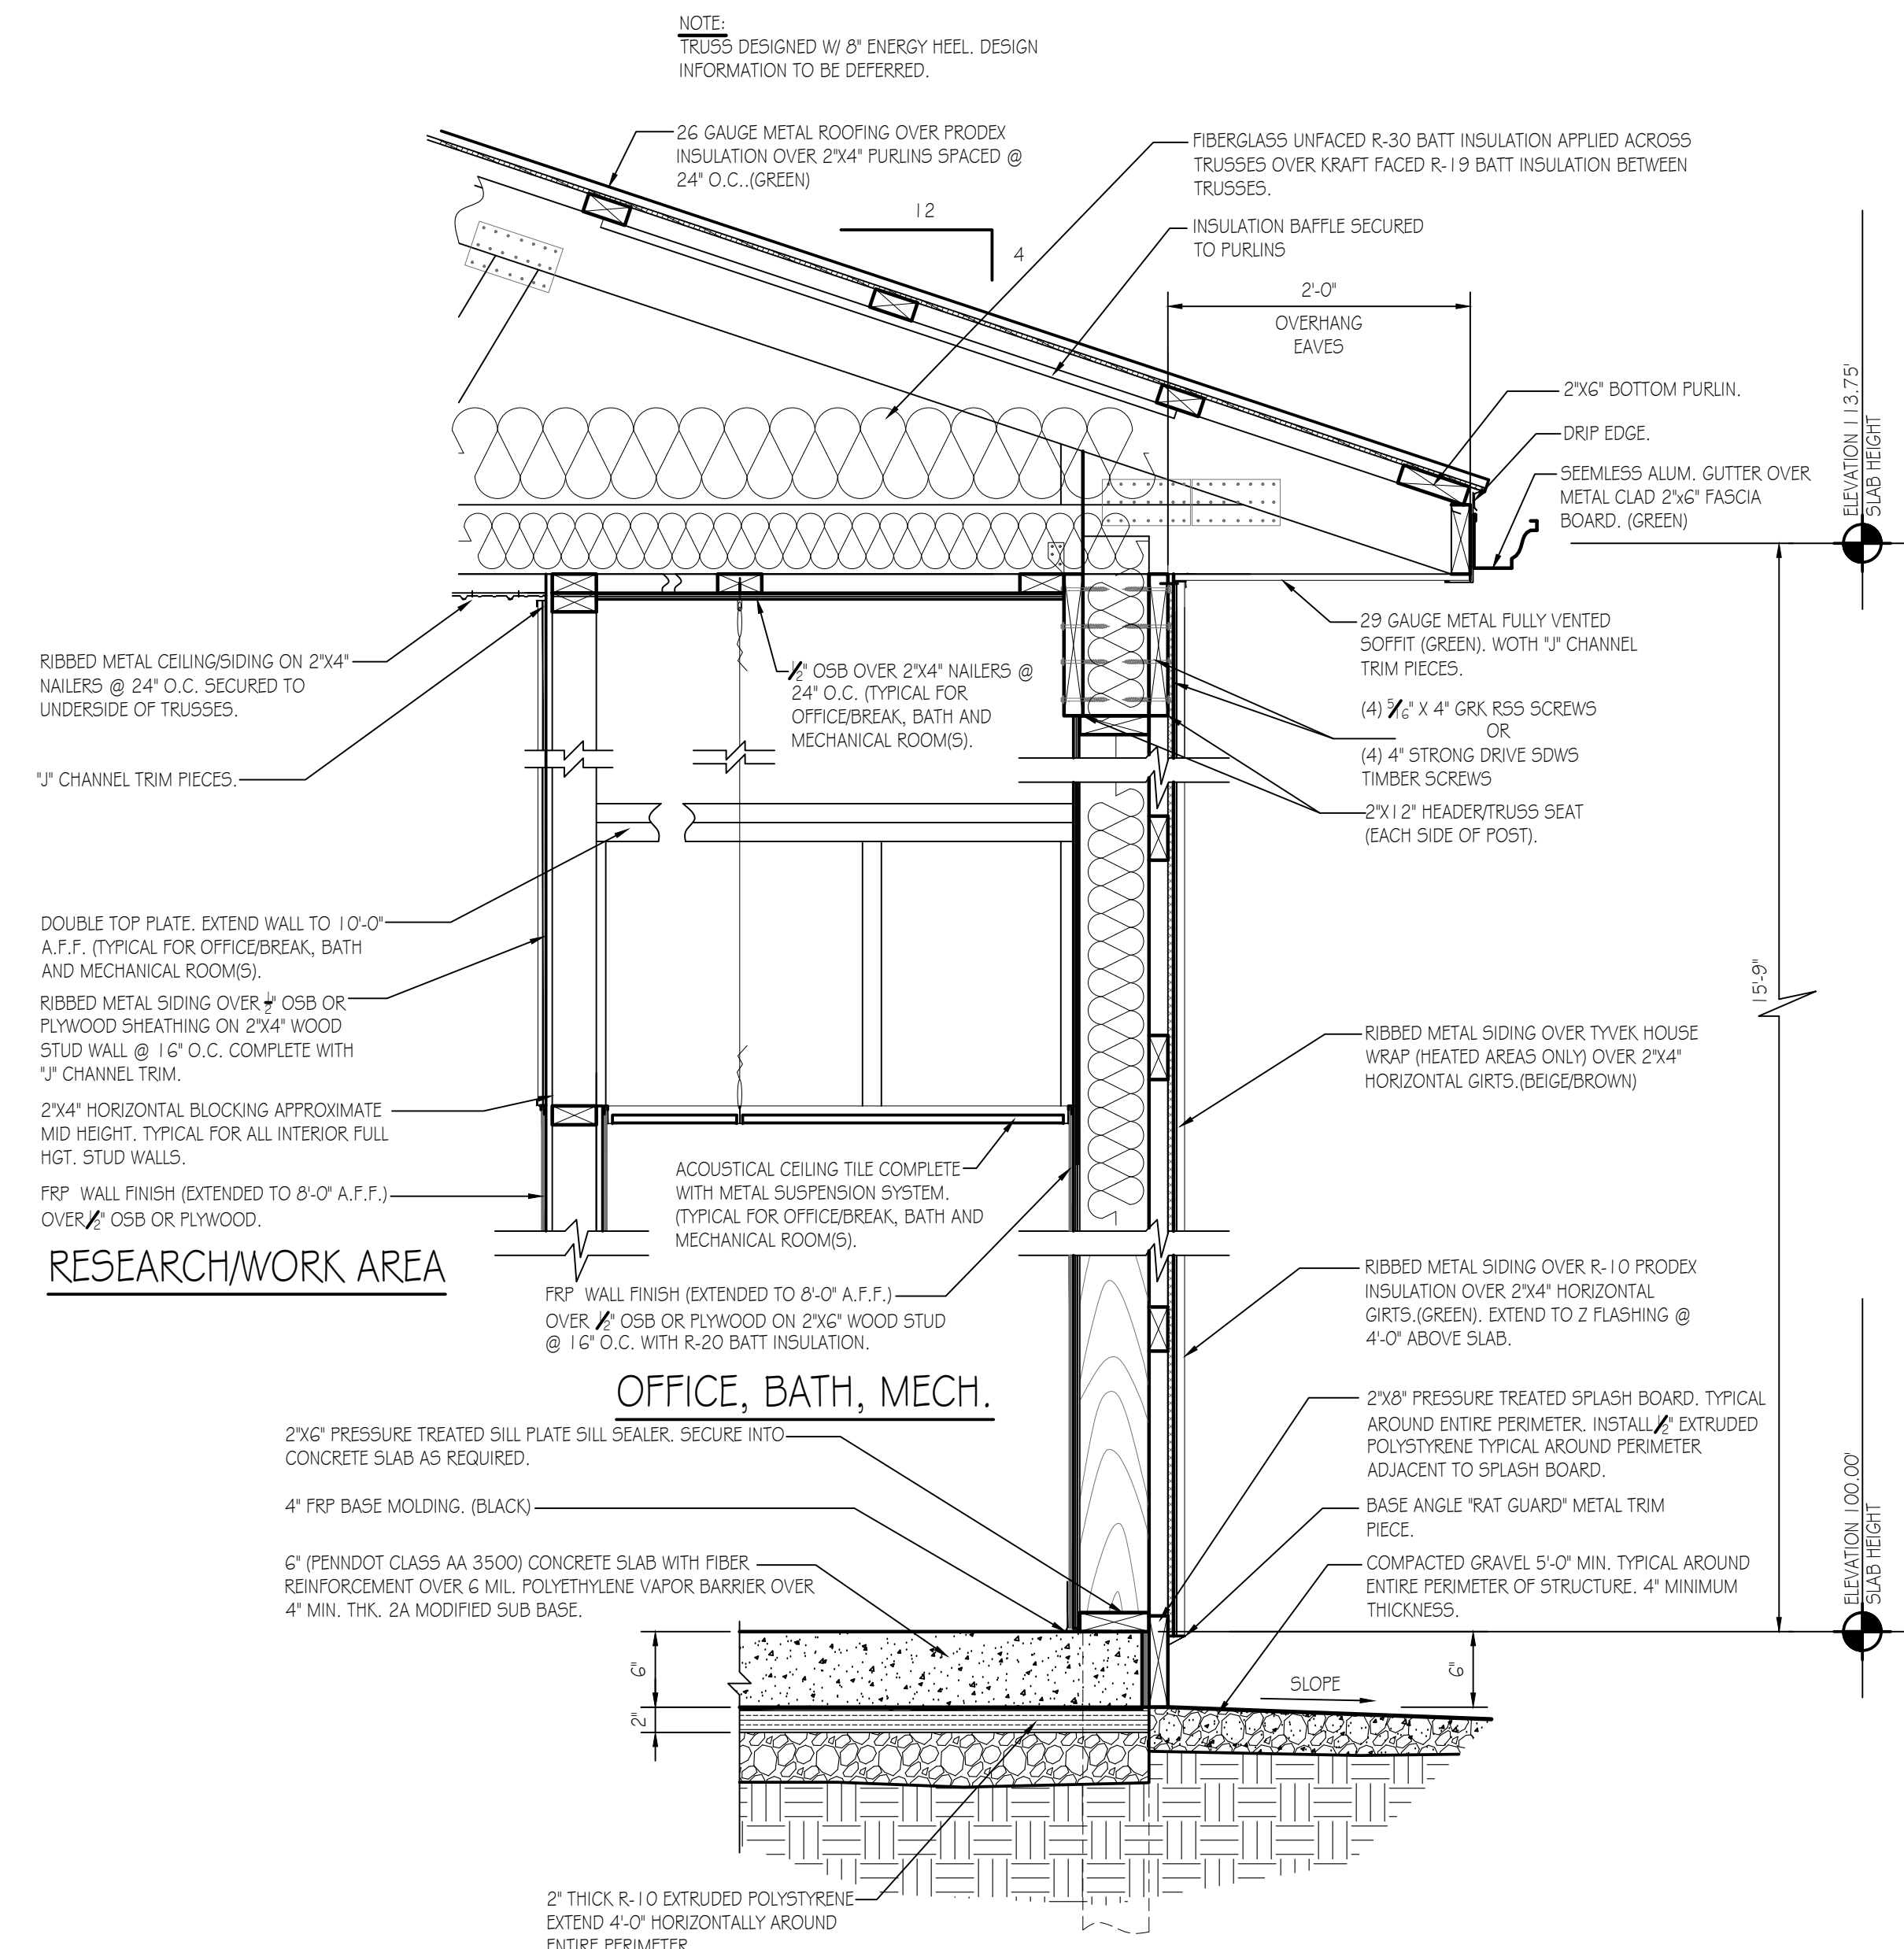 NOTE:
TRUSS DESIGNED W/ 8" ENERGY HEEL. DESIGN
INFORMATION TO BE DEFERRED.
26 GAUGE METAL ROOFING OVER PRODEX
INSULATION OVER 2"X4" PURLINS SPACED @
24" O.C..(GREEN)
12
4
FIBERGLASS UNFACED R-30 BATT INSULATION APPLIED ACROSS
TRUSSES OVER KRAFT FACED R-19 BATT INSULATION BETWEEN
TRUSSES.
INSULATION BAFFLE SECURED
TO PURLINS
2'-0"
OVERHANG
EAVES
2"X6" BOTTOM PURLIN.
DRIP EDGE.
SEEMLESS ALUM. GUTTER OVER
METAL CLAD 2"x6" FASCIA
BOARD. (GREEN)
ELEVATION 113.75'
SLAB HEIGHT
29 GAUGE METAL FULLY VENTED
SOFFIT (GREEN). WOTH "J" CHANNEL
TRIM PIECES.
(4) 5/16" X 4" GRK RSS SCREWS
OR
(4) 4" STRONG DRIVE SDWS
TIMBER SCREWS
2"X12" HEADER/TRUSS SEAT
(EACH SIDE OF POST).
RIBBED METAL CEILING/SIDING ON 2"X4"
NAILERS @ 24" O.C. SECURED TO
UNDERSIDE OF TRUSSES.
"J" CHANNEL TRIM PIECES.
1/2" OSB OVER 2"X4" NAILERS @
24" O.C. (TYPICAL FOR
OFFICE/BREAK, BATH AND
MECHANICAL ROOM(S).
DOUBLE TOP PLATE. EXTEND WALL TO 10'-0"
A.F.F. (TYPICAL FOR OFFICE/BREAK, BATH
AND MECHANICAL ROOM(S).
RIBBED METAL SIDING OVER 1/2" OSB OR
PLYWOOD SHEATHING ON 2"X4" WOOD
STUD WALL @ 16" O.C. COMPLETE WITH
"J" CHANNEL TRIM.
2"X4" HORIZONTAL BLOCKING APPROXIMATE
MID HEIGHT. TYPICAL FOR ALL INTERIOR FULL
HGT. STUD WALLS.
FRP WALL FINISH (EXTENDED TO 8'-0" A.F.F.)
OVER 1/2" OSB OR PLYWOOD.
RESEARCH/WORK AREA
15'-9"
RIBBED METAL SIDING OVER TYVEK HOUSE
WRAP (HEATED AREAS ONLY) OVER 2"X4"
HORIZONTAL GIRTS.(BEIGE/BROWN)
ACOUSTICAL CEILING TILE COMPLETE
WITH METAL SUSPENSION SYSTEM.
(TYPICAL FOR OFFICE/BREAK, BATH AND
MECHANICAL ROOM(S).
FRP WALL FINISH (EXTENDED TO 8'-0" A.F.F.)
OVER 1/2" OSB OR PLYWOOD ON 2"X6" WOOD STUD
@ 16" O.C. WITH R-20 BATT INSULATION.
OFFICE, BATH, MECH.
RIBBED METAL SIDING OVER R-10 PRODEX
INSULATION OVER 2"X4" HORIZONTAL
GIRTS.(GREEN). EXTEND TO Z FLASHING @
4'-0" ABOVE SLAB.
2"X8" PRESSURE TREATED SPLASH BOARD. TYPICAL
AROUND ENTIRE PERIMETER. INSTALL 1/2" EXTRUDED
POLYSTYRENE TYPICAL AROUND PERIMETER
ADJACENT TO SPLASH BOARD.
BASE ANGLE "RAT GUARD" METAL TRIM
PIECE.
COMPACTED GRAVEL 5'-0" MIN. TYPICAL AROUND
ENTIRE PERIMETER OF STRUCTURE. 4" MINIMUM
THICKNESS.
ELEVATION 100.00'
SLAB HEIGHT
2"X6" PRESSURE TREATED SILL PLATE SILL SEALER. SECURE INTO
CONCRETE SLAB AS REQUIRED.
4" FRP BASE MOLDING. (BLACK)
6" (PENNDOT CLASS AA 3500) CONCRETE SLAB WITH FIBER
REINFORCEMENT OVER 6 MIL. POLYETHYLENE VAPOR BARRIER OVER
4" MIN. THK. 2A MODIFIED SUB BASE.
6"
2"
SLOPE
6"
2" THICK R-10 EXTRUDED POLYSTYRENE
EXTEND 4'-0" HORIZONTALLY AROUND
ENTIRE PERIMETER